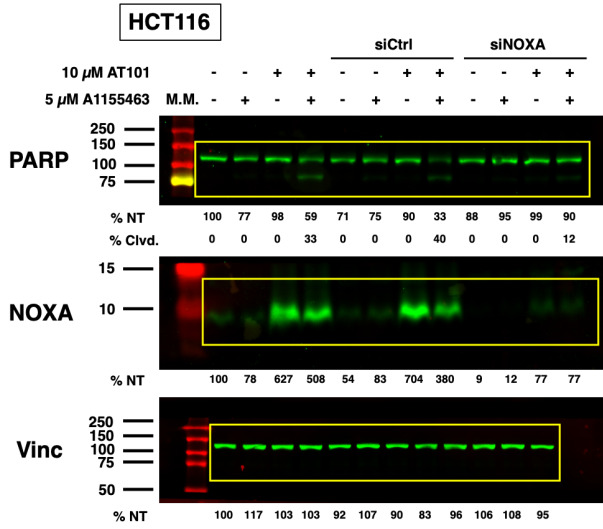 HCT116
siCtrl siNOXA
10 µM AT101 - - + + - - + + - - + +
5 µM A1155463 M.M. - + - + - + - + - + - +
250
150
PARP
100
75
% NT 100 77 98 59 71 75 90 33 88 95 99 90
% Clvd. 0 0 0 33 0 0 0 40 0 0 0 12
15
NOXA
10
% NT 100 78 627 508 54 83 704 380 9 12 77 77
250
150
Vinc
100
75
50
% NT 100 117 103 103 92 107 90 83 96 106 108 95